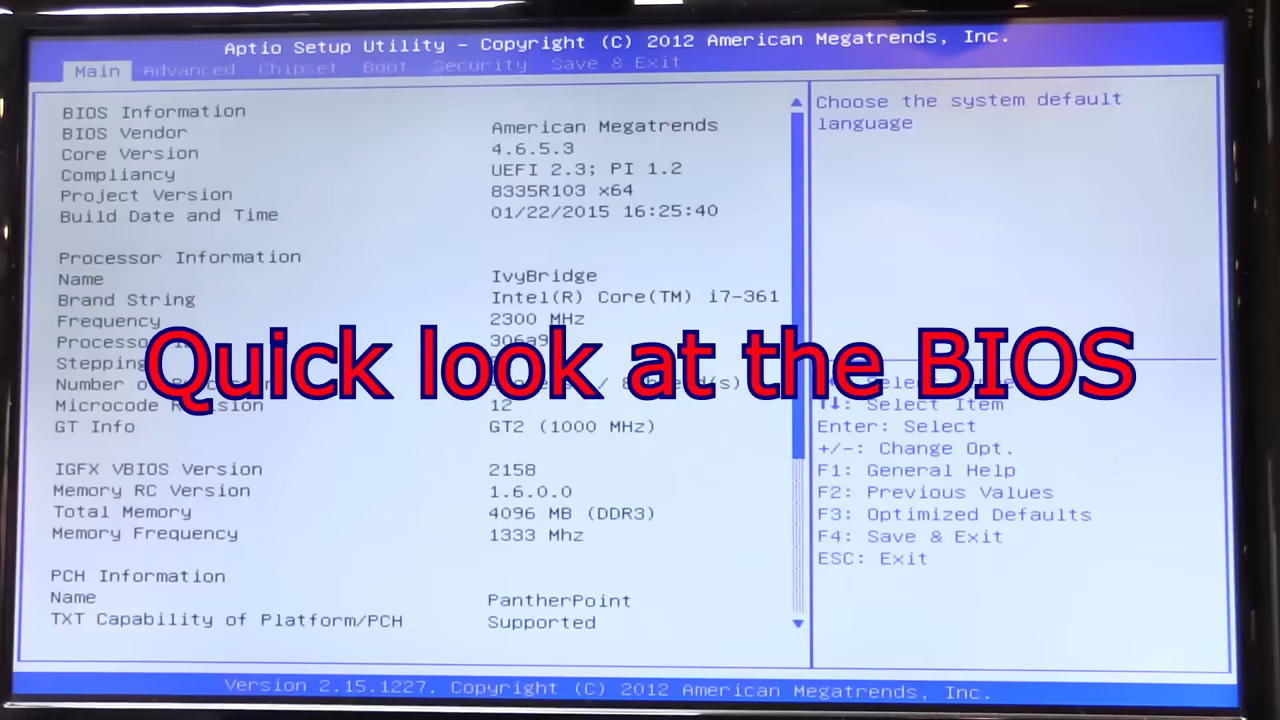 Aptio Setup Utility – Copyright (C) 2012 American Megatrends, Inc.
Main Advanced Chipset Boot Security Save & Exit
BIOS Information
BIOS Vendor American Megatrends
Core Version 4.6.5.3
Compliancy UEFI 2.3; PI 1.2
Project Version 8335R103 x64
Build Date and Time 01/22/2015 16:25:40
Processor Information
Name IvyBridge
Brand String Intel(R) Core(TM) i7-361
Frequency 2300 MHz
306a9
Stepping
Number
Microcode 12
GT Info GT2 (1000 MHz)
IGFX VBIOS Version 2158
Memory RC Version 1.6.0.0
Total Memory 4096 MB (DDR3)
Memory Frequency 1333 Mhz
PCH Information
Name PantherPoint
TXT Capability of Platform/PCH Supported
Choose the system default
language
Quick look at the BIOS
↑↓: Select Item
Enter: Select
+/-: Change Opt.
F1: General Help
F2: Previous Values
F3: Optimized Defaults
F4: Save & Exit
ESC: Exit
Version 2.15.1227. Copyright (C) 2012 American Megatrends, Inc.